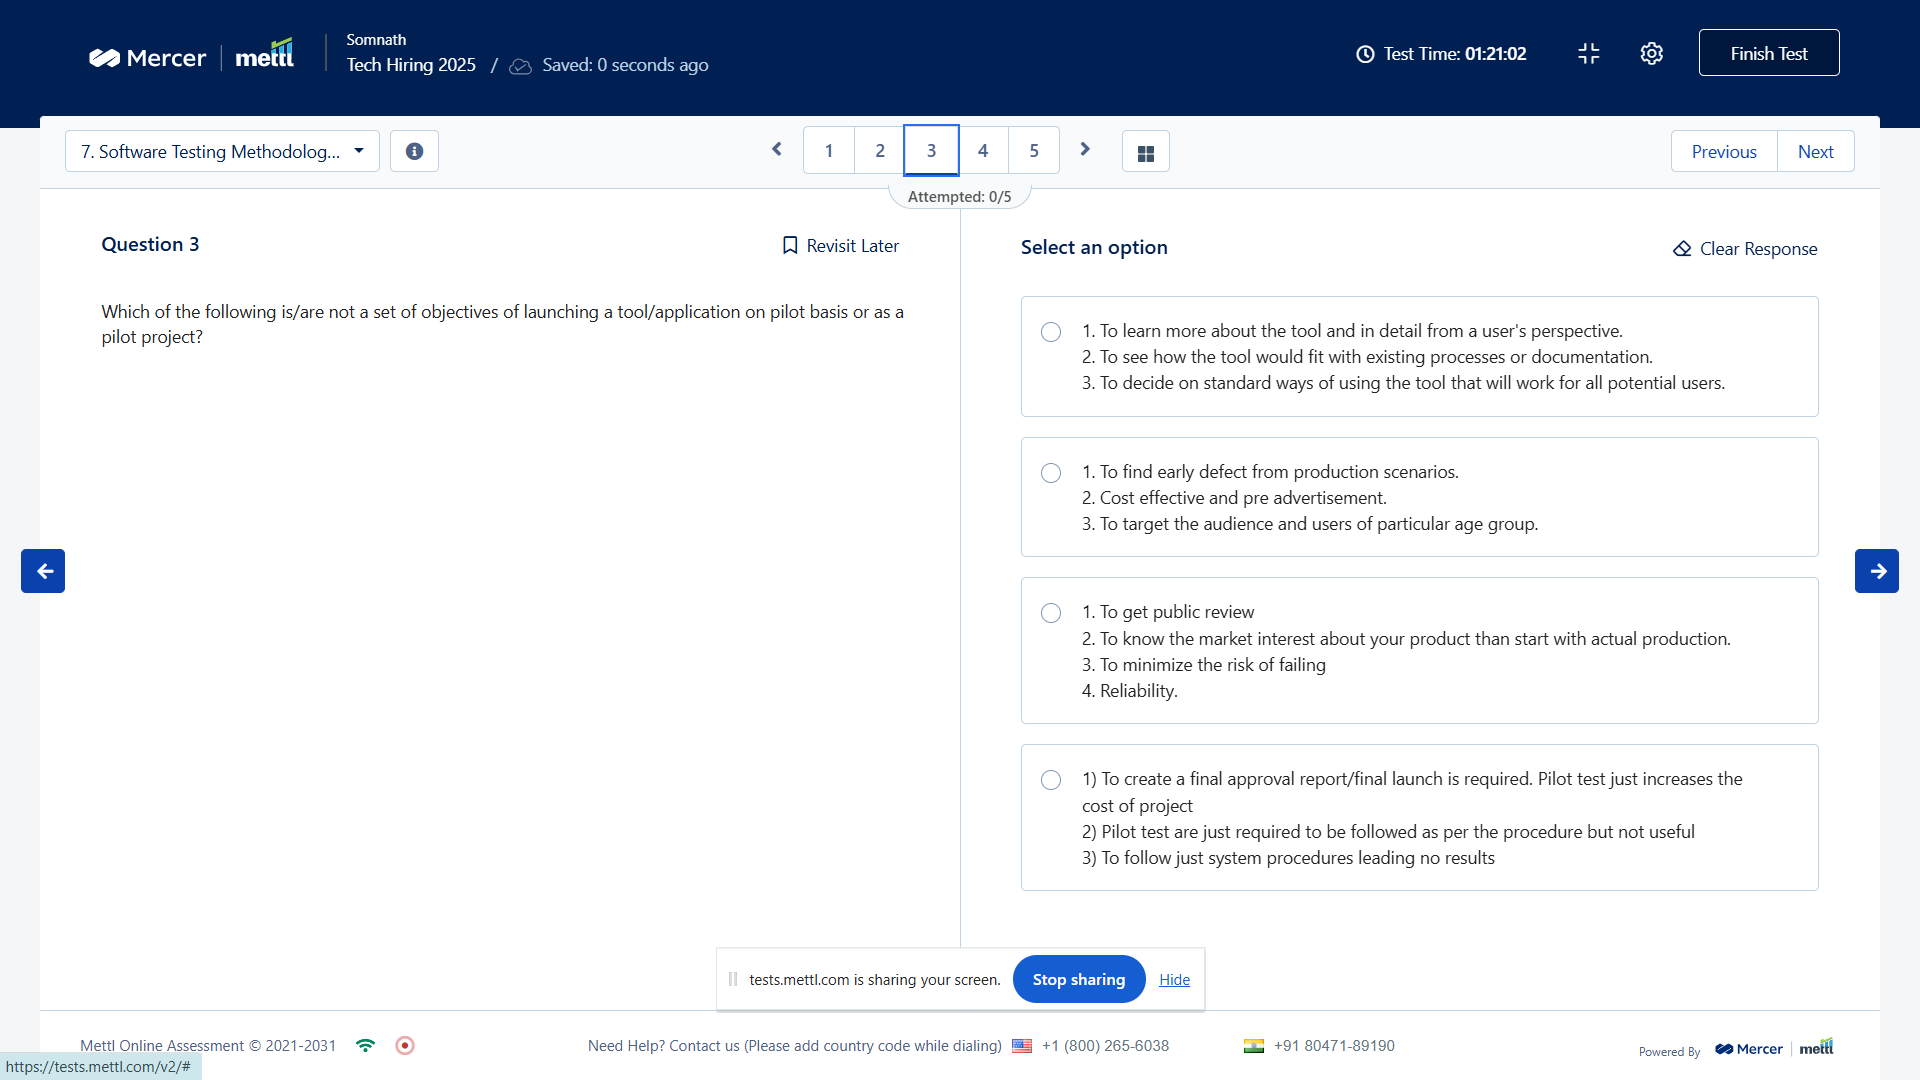 Mercer | mettl
Somnath
Tech Hiring 2025 / Saved: 0 seconds ago
Test Time: 01:21:02
Finish Test
7. Software Testing Methodolog...
1 2 3 4 5
Previous
Next
Attempted: 0/5
Question 3
Revisit Later
Which of the following is/are not a set of objectives of launching a tool/application on pilot basis or as a
pilot project?
Select an option
Clear Response
1. To learn more about the tool and in detail from a user's perspective.
2. To see how the tool would fit with existing processes or documentation.
3. To decide on standard ways of using the tool that will work for all potential users.
1. To find early defect from production scenarios.
2. Cost effective and pre advertisement.
3. To target the audience and users of particular age group.
1. To get public review
2. To know the market interest about your product than start with actual production.
3. To minimize the risk of failing
4. Reliability.
1) To create a final approval report/final launch is required. Pilot test just increases the
cost of project
2) Pilot test are just required to be followed as per the procedure but not useful
3) To follow just system procedures leading no results
tests.mettl.com is sharing your screen.
Stop sharing
Hide
Mettl Online Assessment © 2021-2031
Need Help? Contact us (Please add country code while dialing)
+1 (800) 265-6038
+91 80471-89190
Powered By
Mercer | mettl
https://tests.mettl.com/v2/#